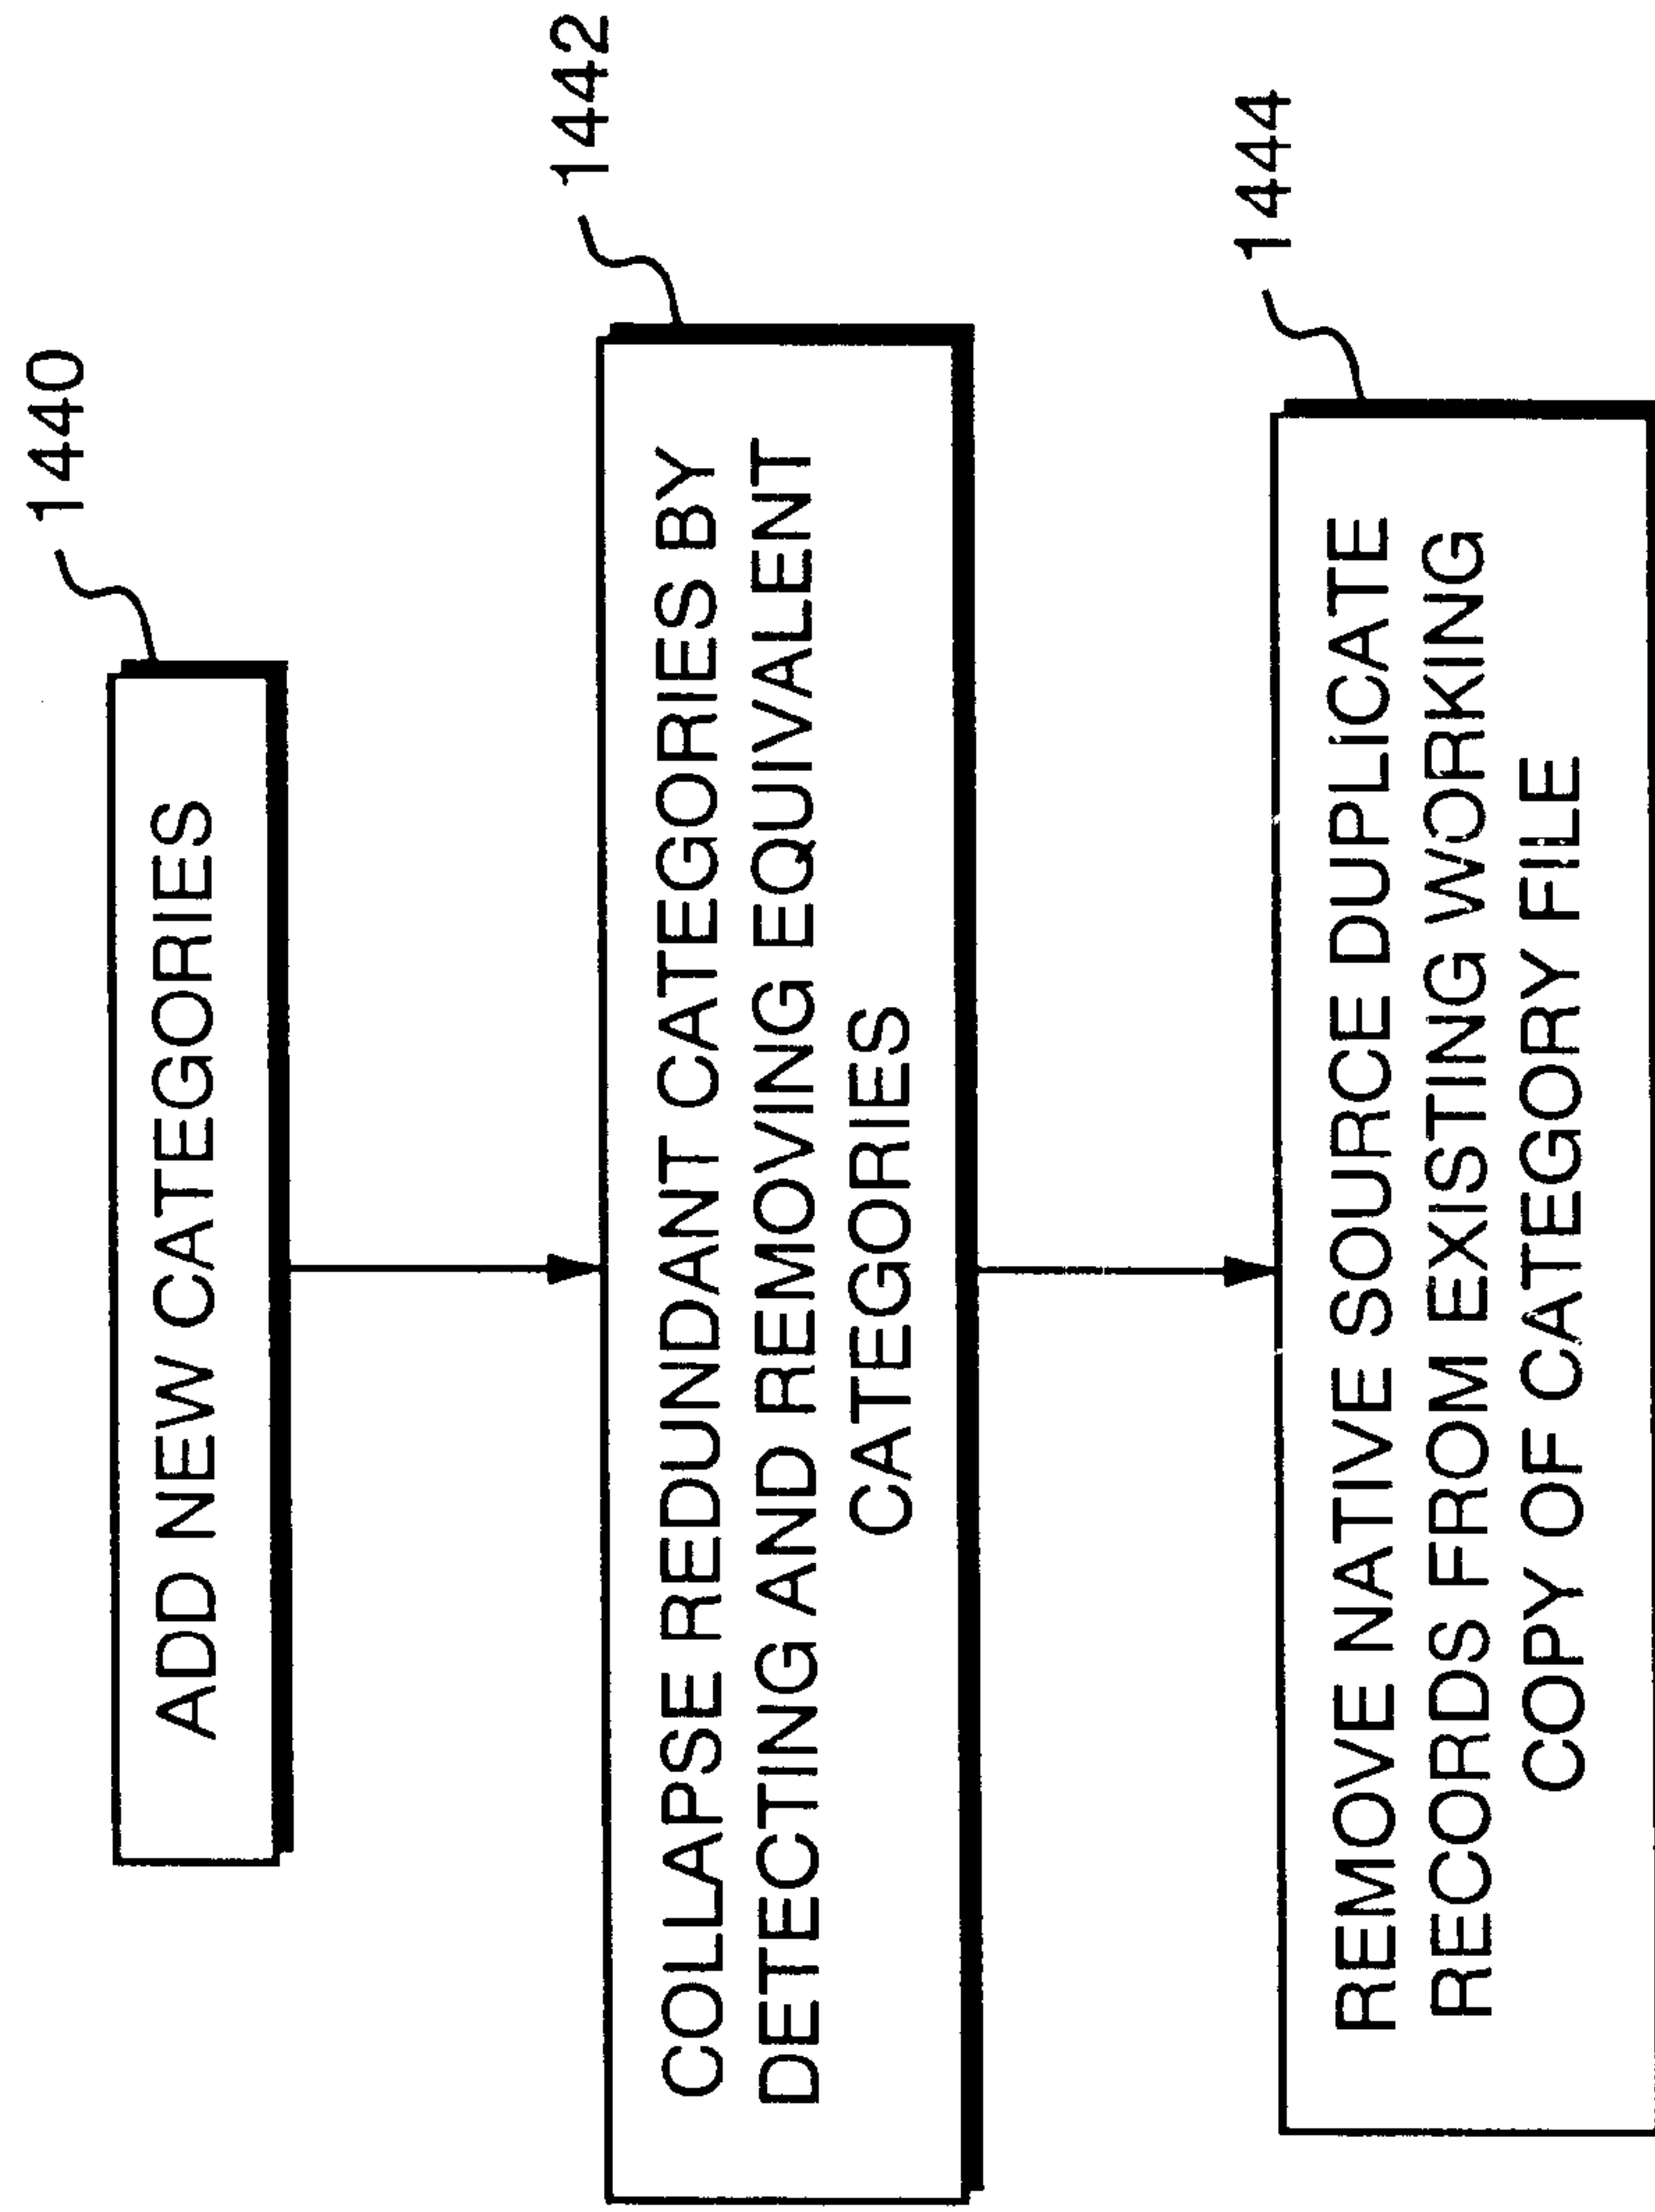 1440
ADD NEW CATEGORIES
1442
COLLAPSE REDUNDANT CATEGORIES BY
DETECTING AND REMOVING EQUIVALENT
CATEGORIES
1444
REMOVE NATIVE SOURCE DUPLICATE
RECORDS FROM EXISTING WORKING
COPY OF CATEGORY FILE